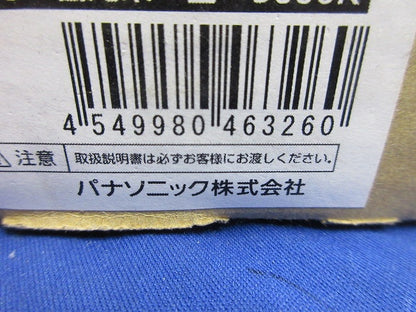 4 549980 463260
注意 取扱説明書は必ずお客様にお渡しください。
パナソニック株式会社